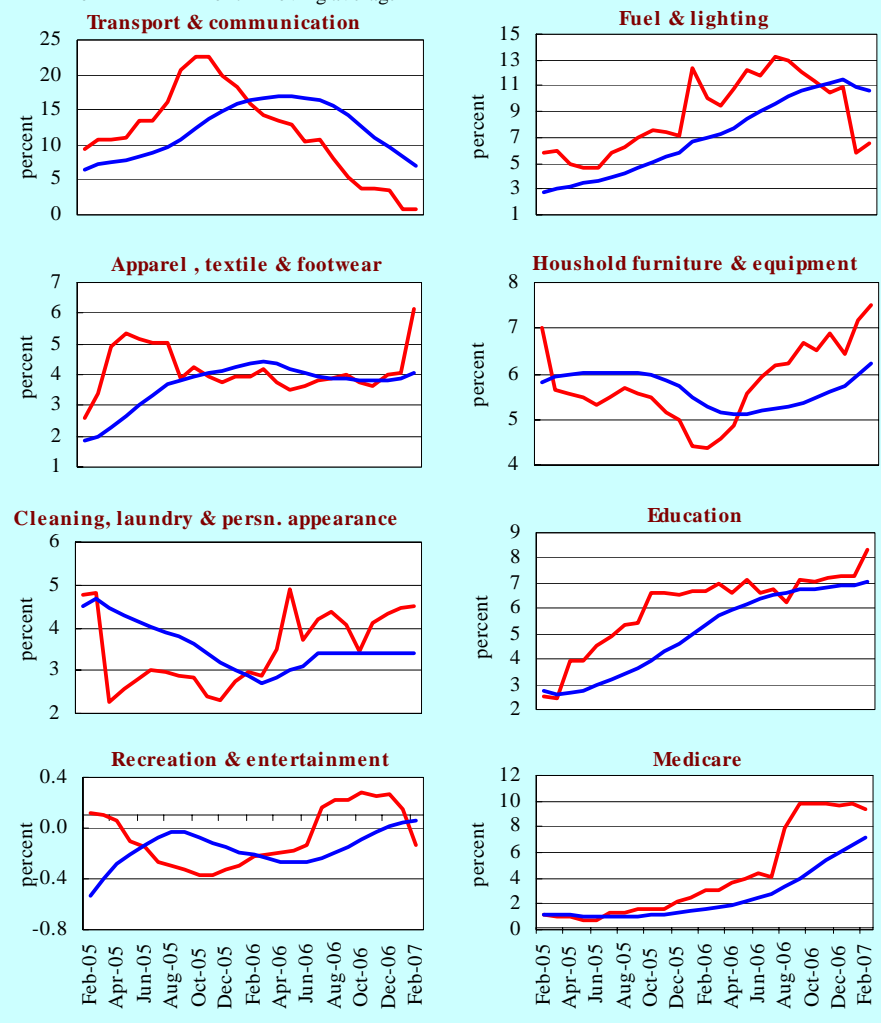 Transport & communication
25
20
15
10
5
0
percent
Fuel & lighting
15
13
11
9
7
5
3
1
percent
Apparel , textile & footwear
7
6
5
4
3
2
1
percent
Houshold furniture & equipment
8
7
6
5
4
percent
Cleaning, laundry & persn. appearance
6
5
4
3
2
percent
Education
9
8
7
6
5
4
3
2
percent
Recreation & entertainment
0.4
0.0
-0.4
-0.8
percent
Feb-05
Apr-05
Jun-05
Aug-05
Oct-05
Dec-05
Feb-06
Apr-06
Jun-06
Aug-06
Oct-06
Dec-06
Feb-07
Medicare
12
10
8
6
4
2
0
percent
Feb-05
Apr-05
Jun-05
Aug-05
Oct-05
Dec-05
Feb-06
Apr-06
Jun-06
Aug-06
Oct-06
Dec-06
Feb-07